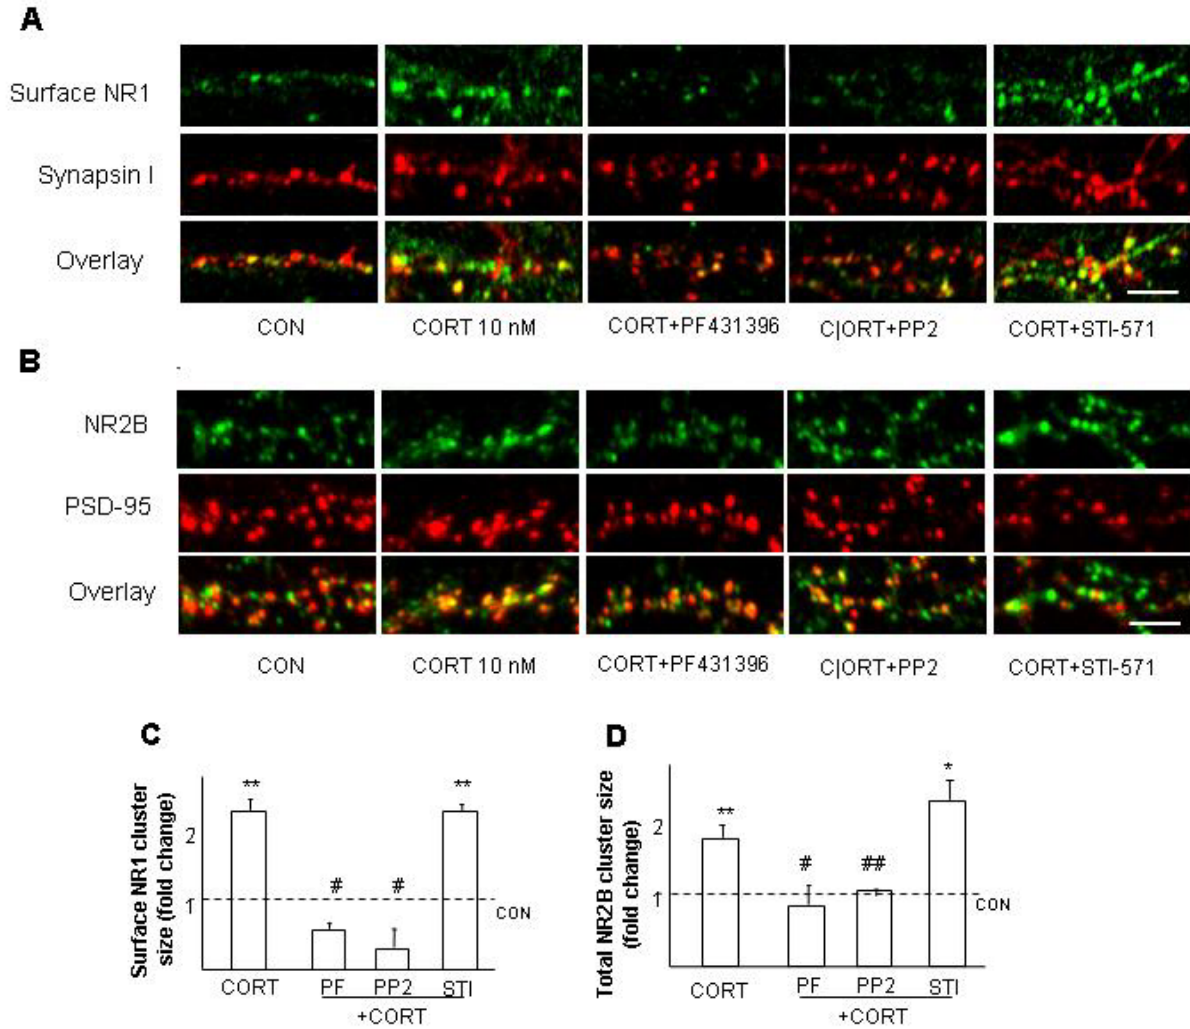 A
Surface NR1
Synapsin I
Overlay
CON
CORT 10 nM
CORT+PF431396
C|ORT+PP2
CORT+STI-571
B
NR2B
PSD-95
Overlay
CON
CORT 10 nM
CORT+PF431396
C|ORT+PP2
CORT+STI-571
C
Surface NR1 cluster
size (fold change)
2
1
**
#
#
**
CON
CORT
PF
PP2
STI
+CORT
D
Total NR2B cluster size
(fold change)
2
1
**
#
##
*
CON
CORT
PF
PP2
STI
+CORT